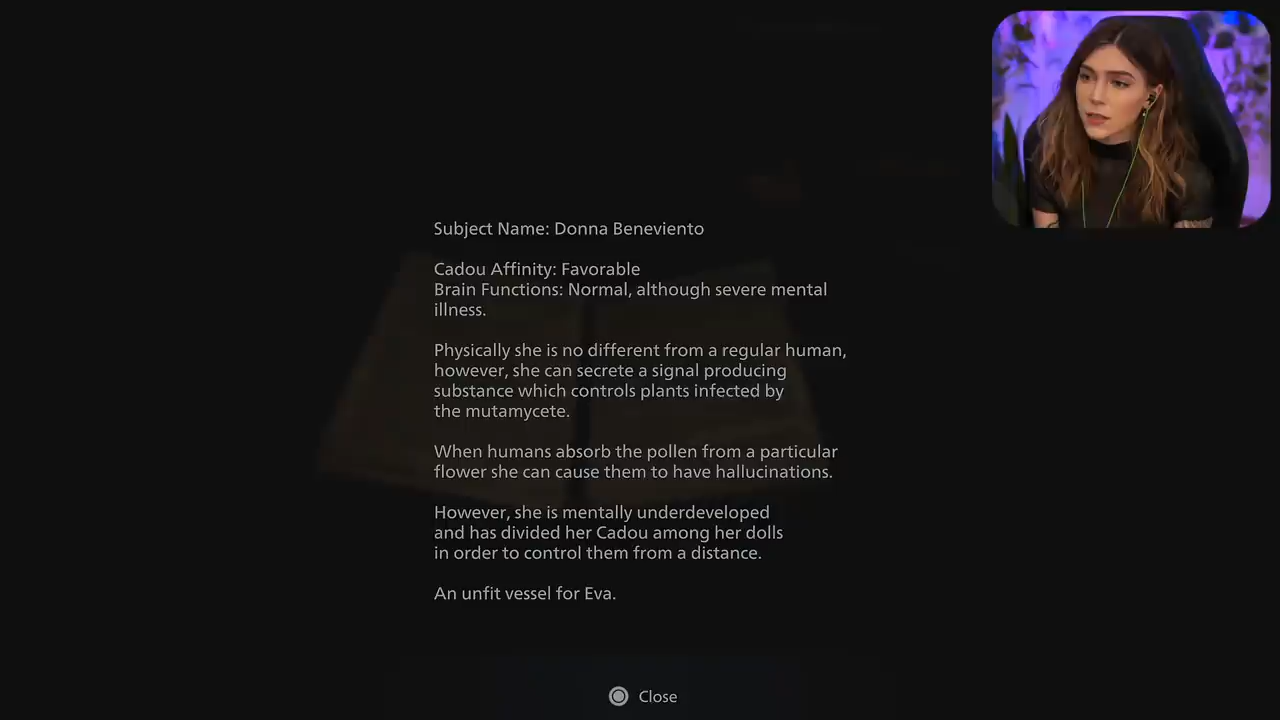 Subject Name: Donna Beneviento
Cadou Affinity: Favorable
Brain Functions: Normal, although severe mental
illness.
Physically she is no different from a regular human,
however, she can secrete a signal producing
substance which controls plants infected by
the mutamycete.
When humans absorb the pollen from a particular
flower she can cause them to have hallucinations.
However, she is mentally underdeveloped
and has divided her Cadou among her dolls
in order to control them from a distance.
An unfit vessel for Eva.
Close